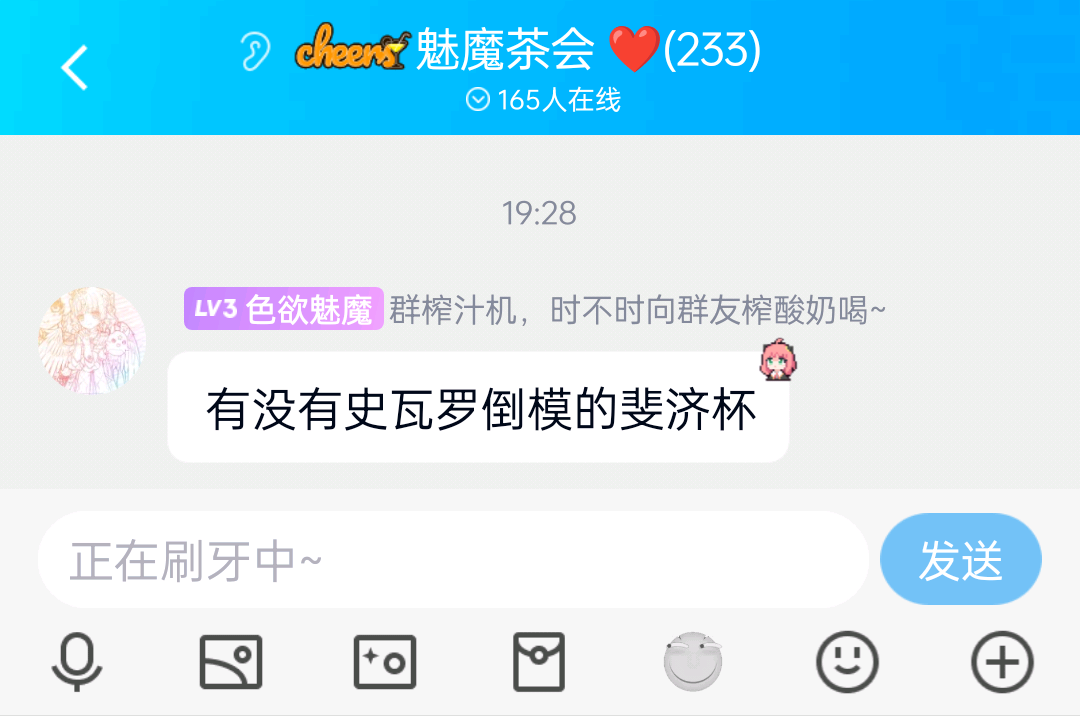 cheers 魅魔茶会 ❤️(233)
165人在线
19:28
LV3 色欲魅魔 群榨汁机，时不时向群友榨酸奶喝~
有没有史瓦罗倒模的斐济杯
正在刷牙中~
发送